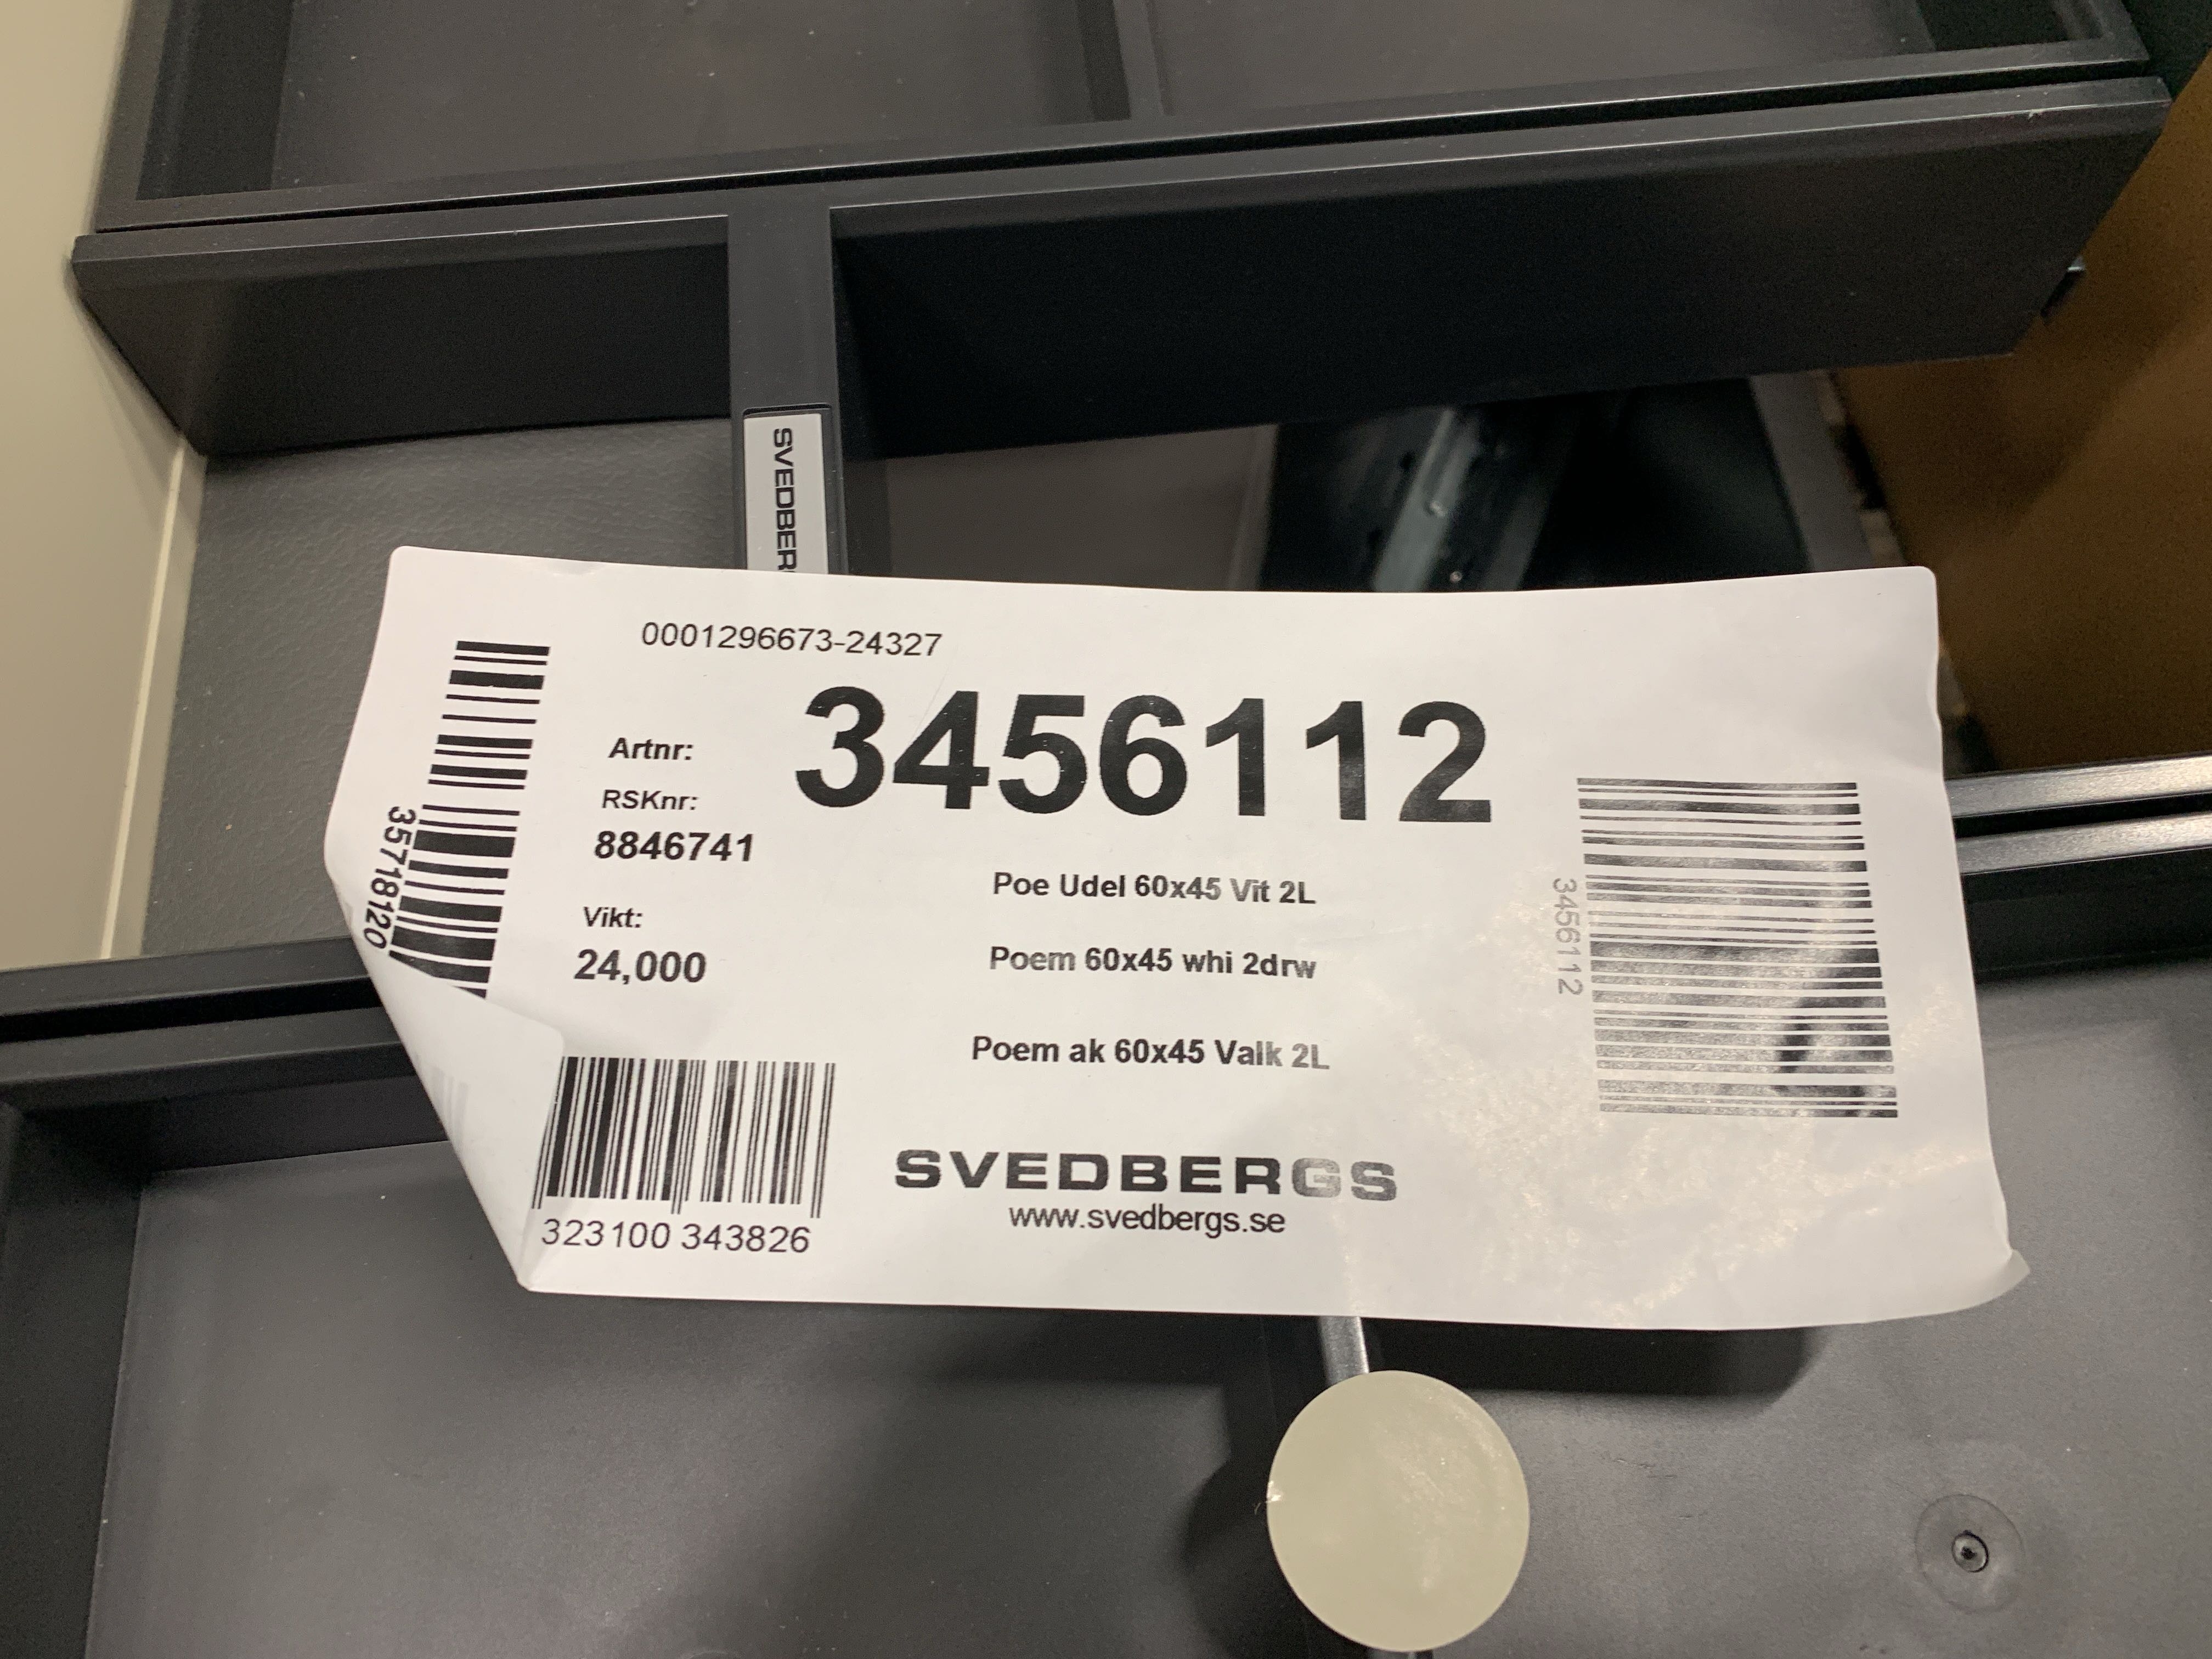 SVEDBER
0001296673-24327
Artnr:
3456112
RSKnr:
8846741
Vikt:
24,000
Poe Udel 60x45 Vit 2L
Poem 60x45 whi 2drw
Poem ak 60x45 Valk 2L
35718120
3456112
323100 343826
SVEDBERGS
www.svedbergs.se